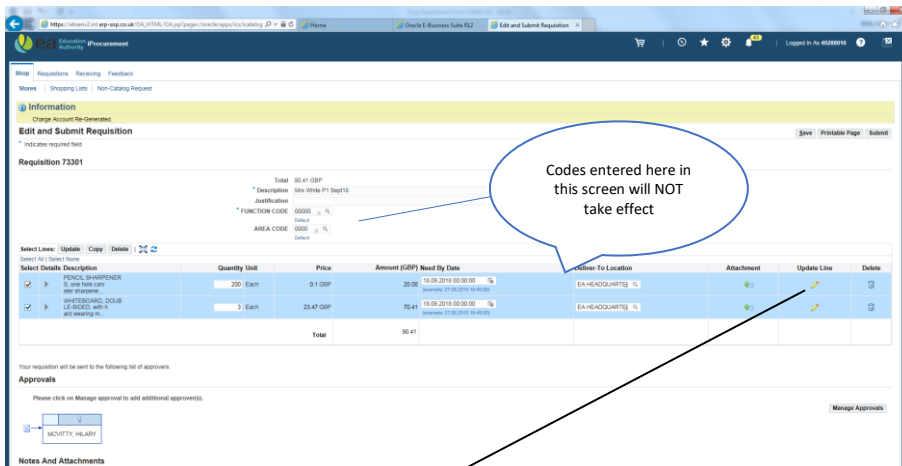 https://ebsero2.int.erp-sop.co.uk/OA_HTML/OA.jsp?page=/oracle/apps/icx/icatalog
Home
Oracle E-Business Suite R12
Edit and Submit Requisition
ea Education Authority iProcurement
43
Logged In As 48280016
Shop Requisitions Receiving Feedback
Stores Shopping Lists Non-Catalog Request
Information
Charge Account Re-Generated.
Edit and Submit Requisition
Save Printable Page Submit
* Indicates required field
Requisition 73301
Total 90.41 GBP
* Description Mrs White P1 Sept18
Justification
* FUNCTION CODE 00000
Default
AREA CODE 0000
Default
Codes entered here in
this screen will NOT
take effect
Select Lines: Update Copy Delete
Select All | Select None
Select Details Description Quantity Unit Price Amount (GBP) Need By Date Deliver-To Location Attachment Update Line Delete
PENCIL SHARPENER
S, one hole cani
ster sharpene...
200 Each 0.1 GBP 20.00 18.09.2018 00:00:00 EA HEADQUARTE
WHITEBOARD, DOUB
LE-SIDED, with h
ard wearing m...
3 Each 23.47 GBP 70.41 18.09.2018 00:00:00 EA HEADQUARTE
Total 90.41
Your requisition will be sent to the following list of approvers.
Approvals
Please click on Manage approval to add additional approver(s).
Manage Approvals
MCVITTY, HILARY
Notes And Attachments